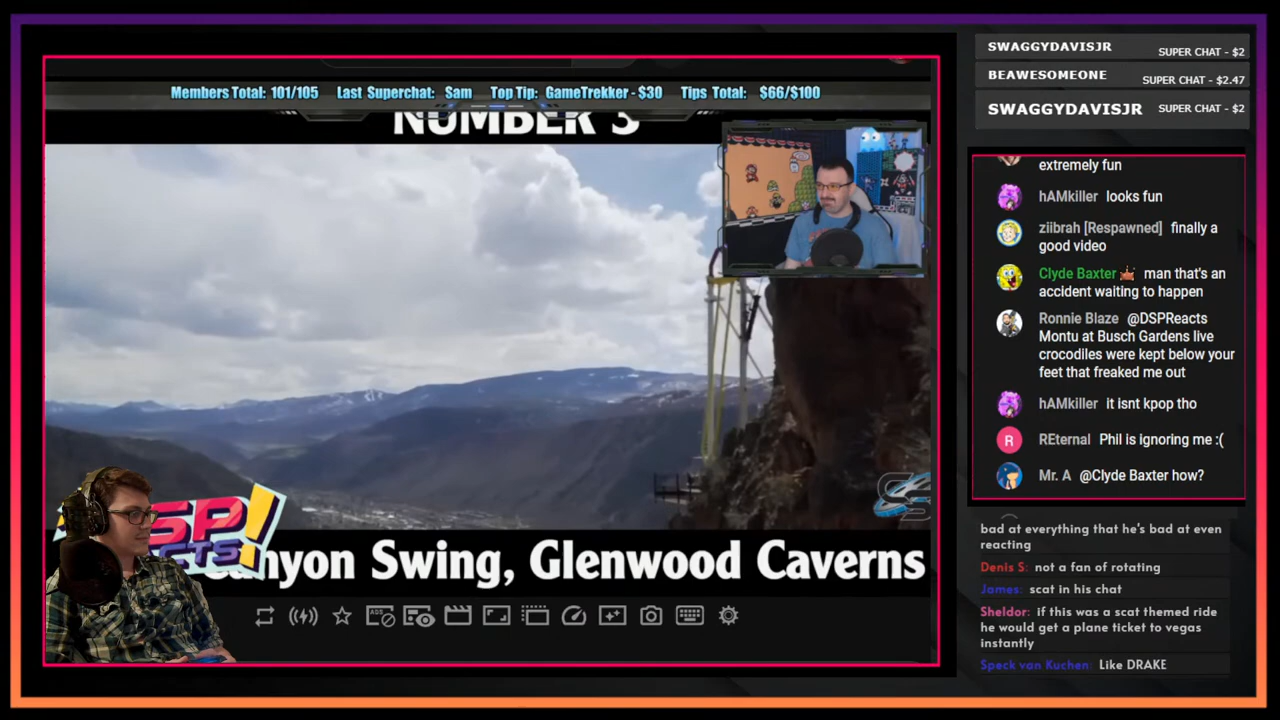 Members Total: 101/105 Last Superchat: Sam Top Tip: GameTrekker - $30 Tips Total: $66/$100
NUMBER 3
SP!
CTS!
nyon Swing, Glenwood Caverns
SWAGGYDAVISJR SUPER CHAT - $2
BEAWESOMEONE SUPER CHAT - $2.47
SWAGGYDAVISJR SUPER CHAT - $2
extremely fun
hAMkiller looks fun
ziibrah [Respawned] finally a
good video
Clyde Baxter man that's an
accident waiting to happen
Ronnie Blaze @DSPReacts
Montu at Busch Gardens live
crocodiles were kept below your
feet that freaked me out
hAMkiller it isnt kpop tho
R
REternal Phil is Ignoring me :(
Mr. A @Clyde Baxter how?
bad at everything that he's bad at even
reacting
Denis S: not a fan of rotating
James: scat in his chat
Sheldor: if this was a scat themed ride
he would get a plane ticket to vegas
instantly
Speck van Kuchen: Like DRAKE